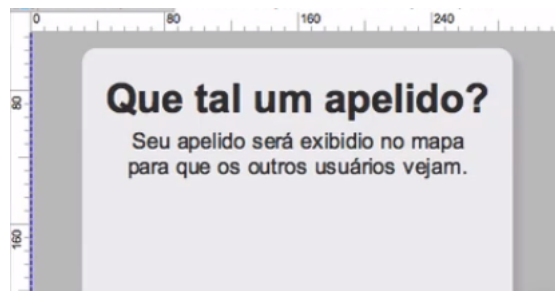 0 80 160 240
80
160
Que tal um apelido?
Seu apelido será exibidio no mapa
para que os outros usuários vejam.